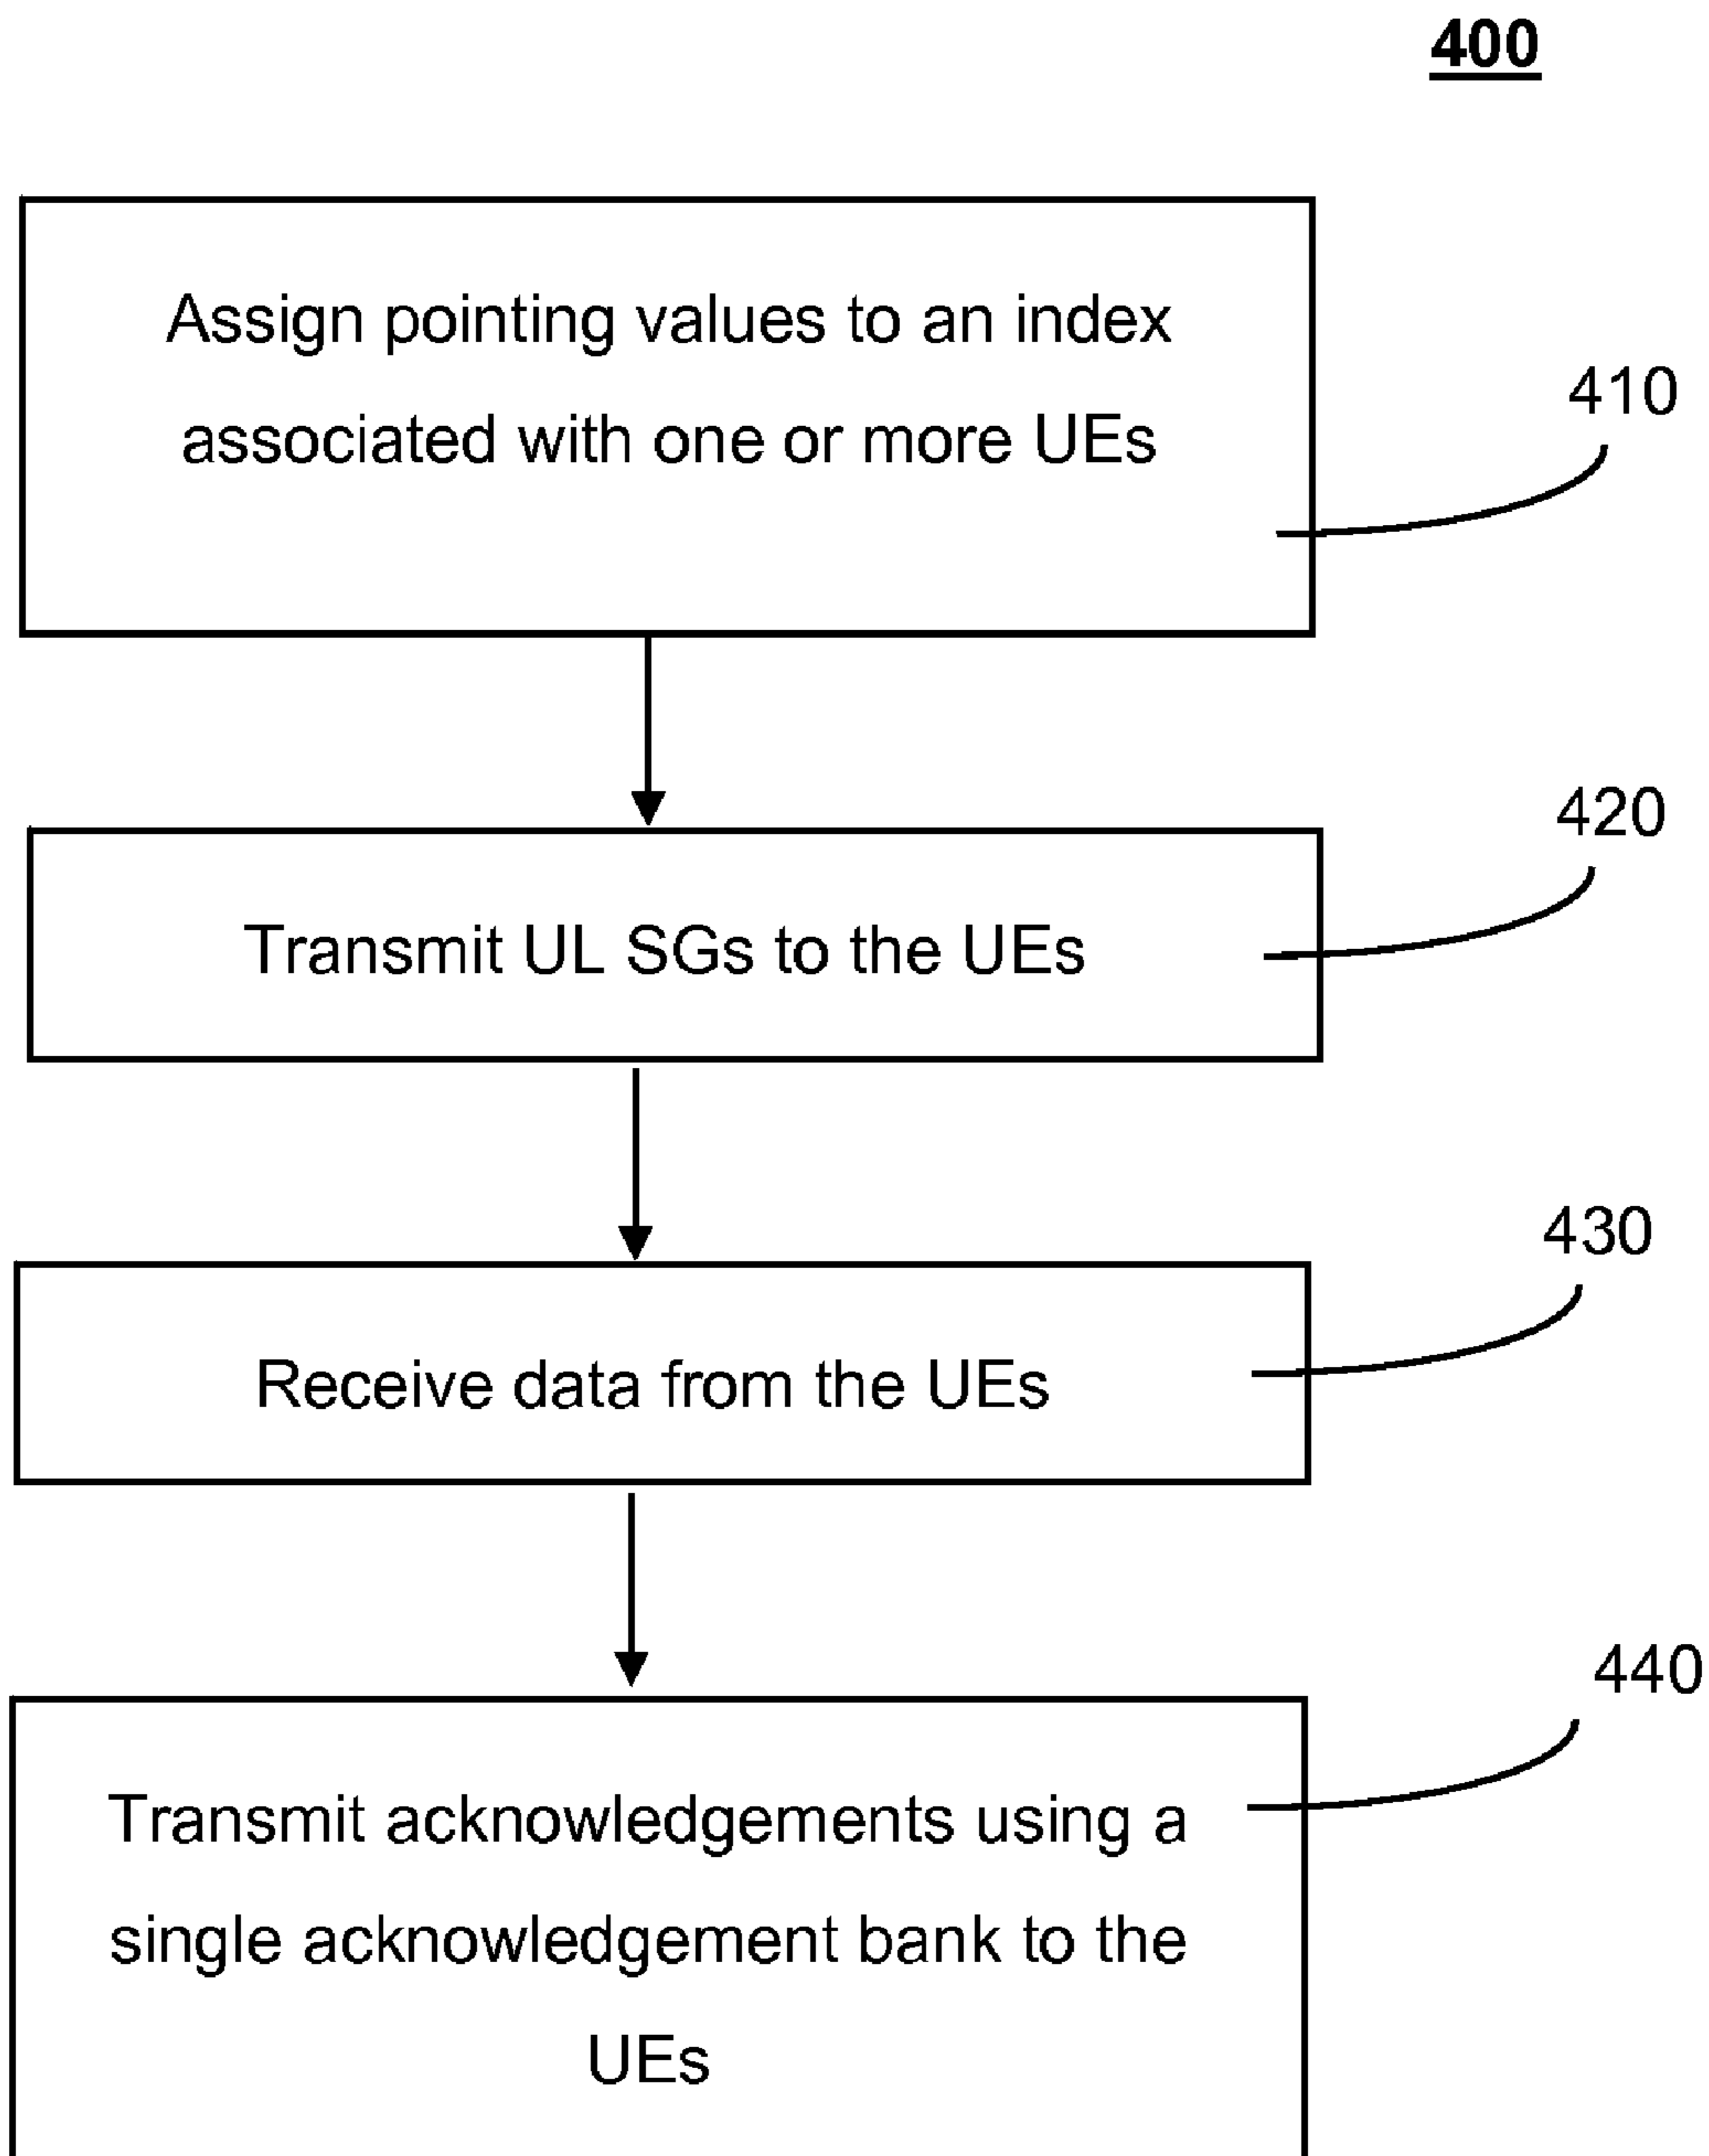 400
Assign pointing values to an index
associated with one or more UEs
410
420
Transmit UL SGs to the UEs
430
Receive data from the UEs
440
Transmit acknowledgements using a
single acknowledgement bank to the
UEs